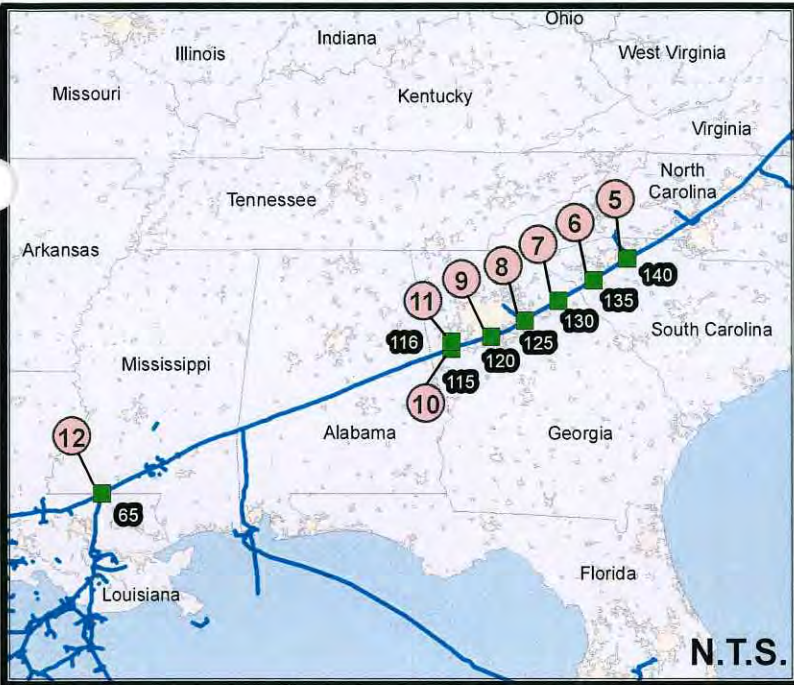 Ohio
Indiana
Illinois
West Virginia
Missouri
Kentucky
Virginia
North
Carolina
Tennessee
5
6
7
Arkansas
8
9
140
11
135
130
South Carolina
116
125
120
Mississippi
115
10
Alabama
Georgia
12
65
Florida
Louisiana
N.T.S.